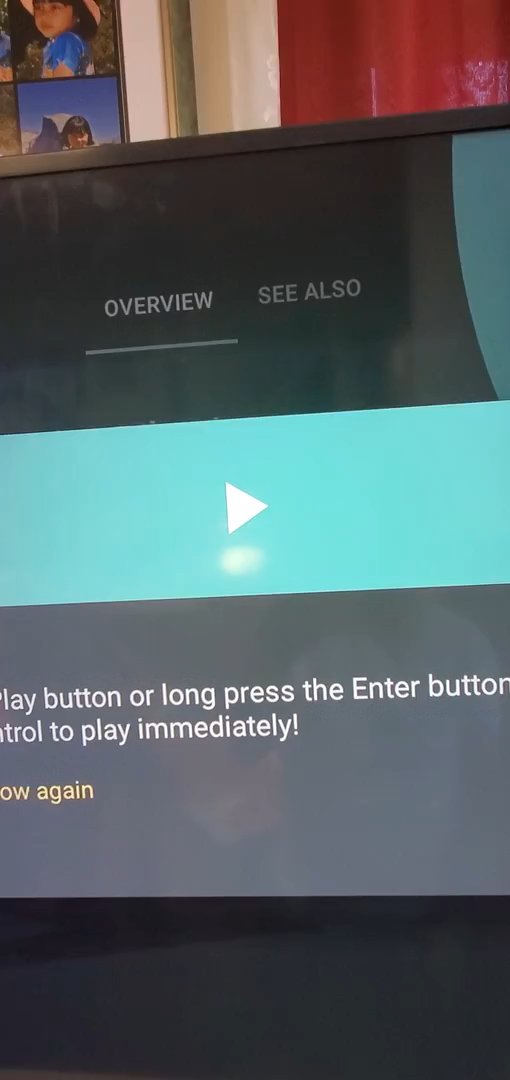 OVERVIEW SEE ALSO
Play button or long press the Enter button
ntrol to play immediately!
ow again